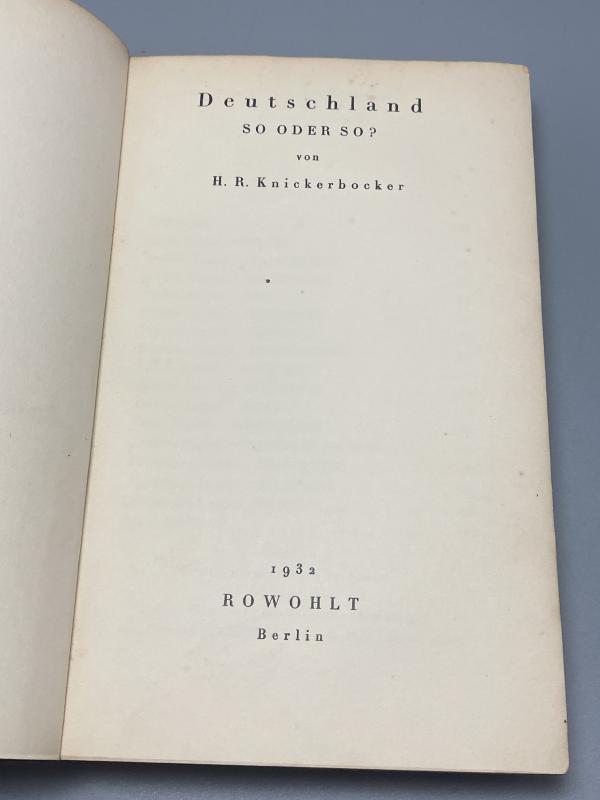 Deutschland
SO ODER SO?
von
H. R. Knickerbocker
1932
ROWOHLT
Berlin